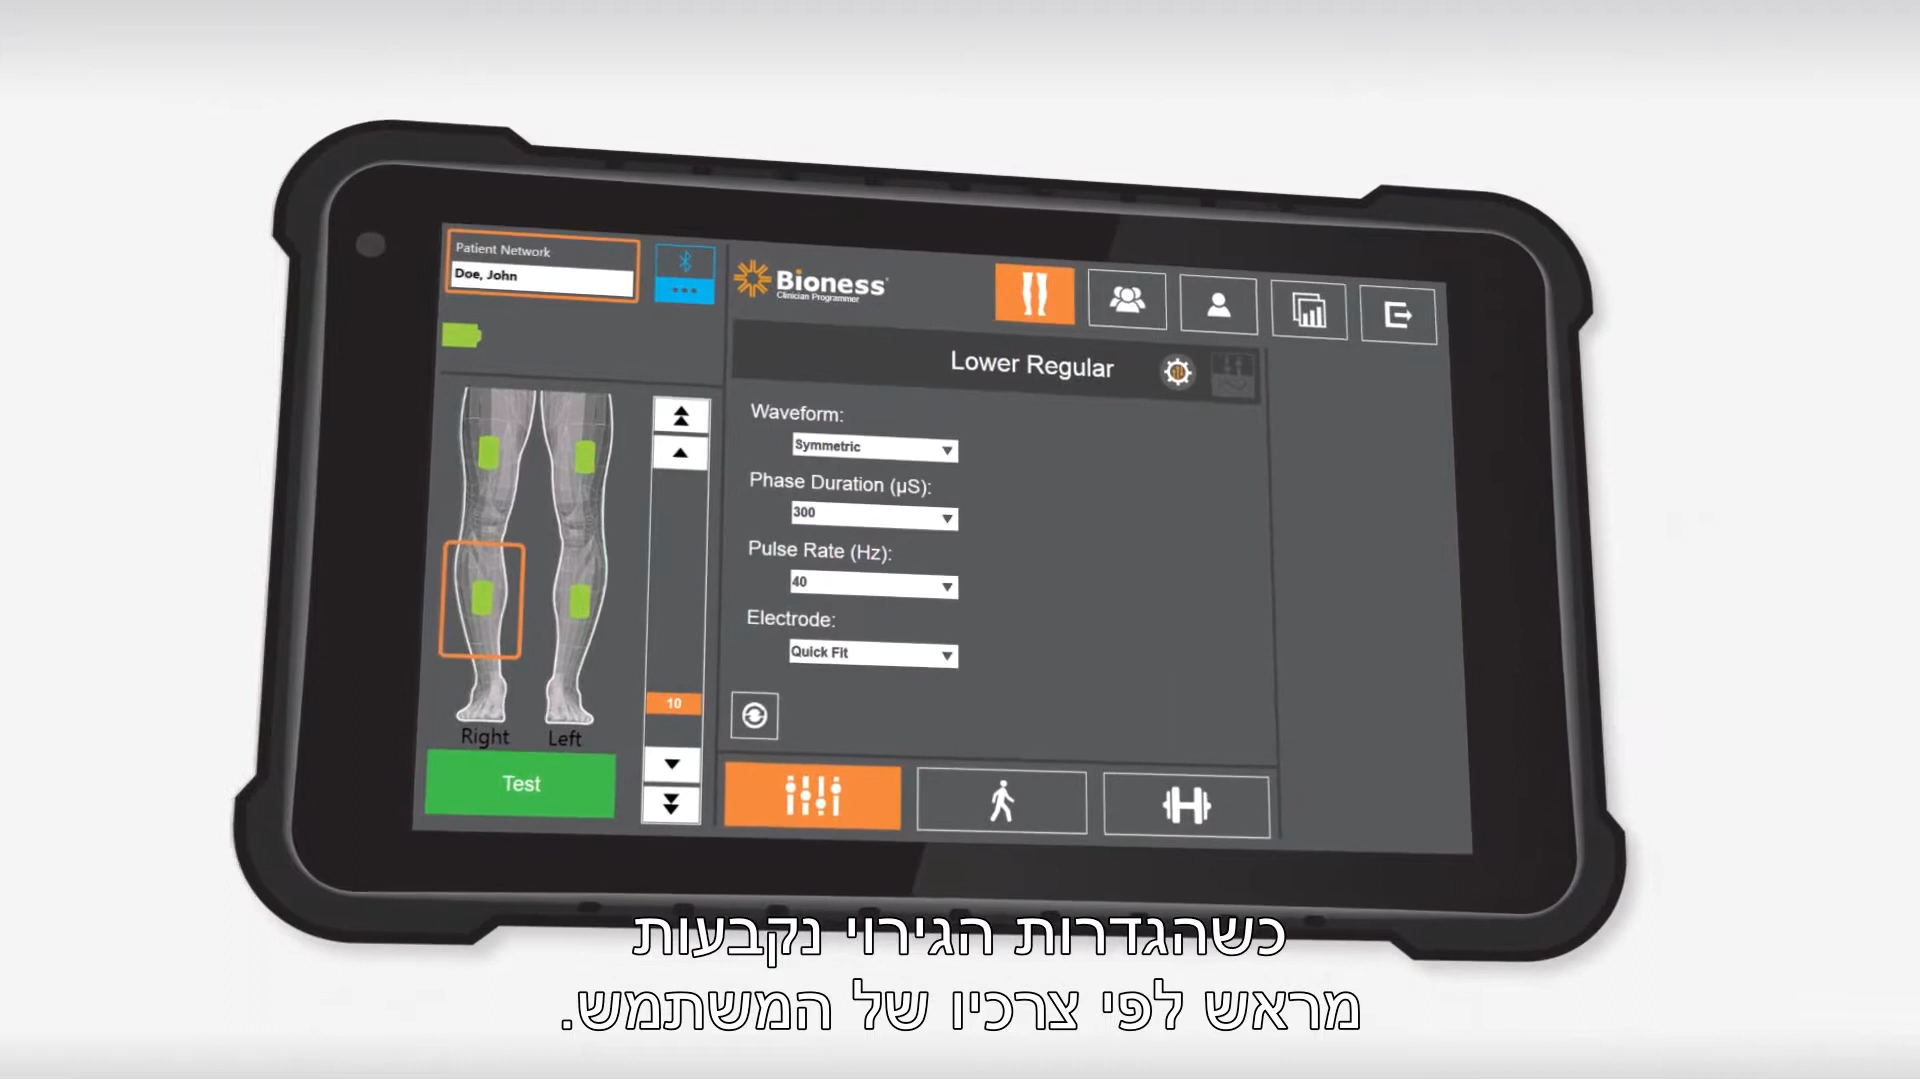 Patient Network
Doe, John
Bioness
Clinician Programmer
Lower Regular
Waveform:
Symmetric
Phase Duration (µS):
300
Pulse Rate (Hz):
40
Electrode:
Quick Fit
10
Right Left
Test
כשהגדרות הגירוי נקבעות
מראש לפי צרכיו של המשתמש.